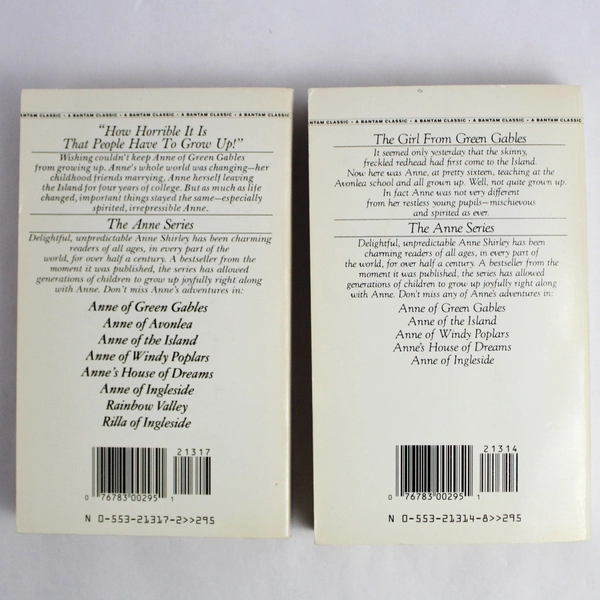 ANTAM CLASSIC • A BANTAM CLASSIC • A BANTAM CLASSIC • A BANTAM CLASSIC • A BANTAM CLASSIC
"How Horrible It Is
That People Have To Grow Up!"
Wishing couldn't keep Anne of Green Gables
from growing up. Anne's whole world was changing—her
childhood friends marrying, Anne herself leaving
the Island for four years of college. But as much as life
changed, important things stayed the same—especially
spirited, irrepressible Anne.
The Anne Series
Delightful, unpredictable Anne Shirley has been charming
readers of all ages, in every part of the
world, for over half a century. A bestseller from the
moment it was published, the series has allowed
generations of children to grow up joyfully right along
with Anne. Don't miss Anne's adventures in:
Anne of Green Gables
Anne of Avonlea
Anne of the Island
Anne of Windy Poplars
Anne's House of Dreams
Anne of Ingleside
Rainbow Valley
Rilla of Ingleside
21317
0 76783 00295 1
N 0-553-21317-2>>295
NTAM CLASSIC • A BANTAM CLASSIC • A BANTAM CLASSIC • A BANTAM CLASSIC • A BANTAM CLASSIC
The Girl From Green Gables
It seemed only yesterday that the skinny,
freckled redhead had first come to the Island.
Now here was Anne, at pretty sixteen, teaching at the
Avonlea school and all grown up. Well, not quite grown up.
In fact Anne was not very different
from her restless young pupils—mischievous
and spirited as ever.
The Anne Series
Delightful, unpredictable Anne Shirley has been
charming readers of all ages, in every part of
the world, for over half a century. A bestseller from the
moment it was published, the series has allowed
generations of children to grow up joyfully right along
with Anne. Don't miss any of Anne's adventures in:
Anne of Green Gables
Anne of the Island
Anne of Windy Poplars
Anne's House of Dreams
Anne of Ingleside
21314
0 76783 00295 1
N 0-553-21314-8>>295